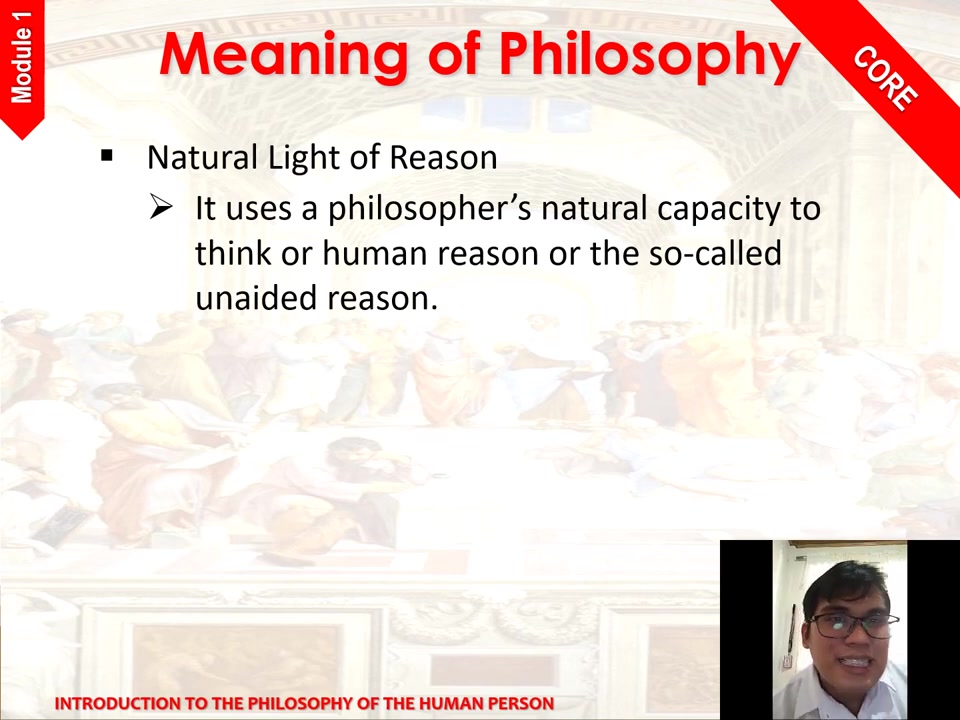 Module 1
Meaning of Philosophy
CORE
▪ Natural Light of Reason
➢ It uses a philosopher’s natural capacity to
think or human reason or the so-called
unaided reason.
INTRODUCTION TO THE PHILOSOPHY OF THE HUMAN PERSON